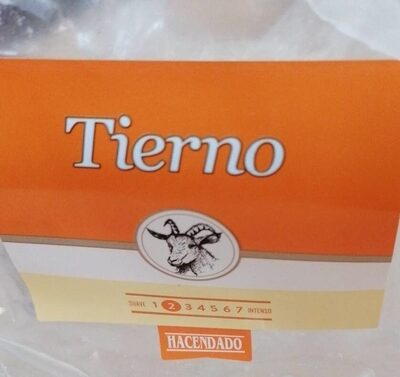 Tierno
SUAVE 1 2 3 4 5 6 7 INTENSO
HACENDADO